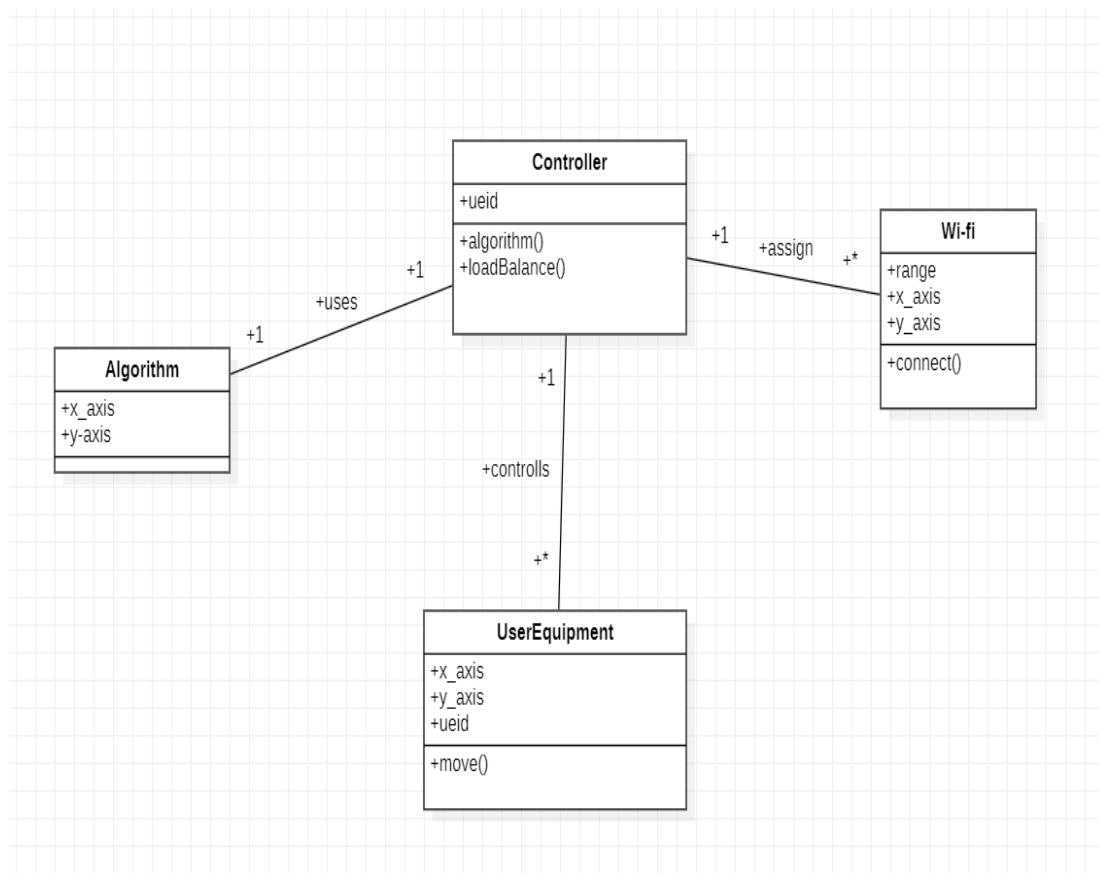 Controller
+ueid
+algorithm()
+loadBalance()
+1
+assign
+*
Wi-fi
+range
+x_axis
+y_axis
+connect()
+1
+uses
+1
Algorithm
+x_axis
+y-axis
+1
+controlls
+*
UserEquipment
+x_axis
+y_axis
+ueid
+move()